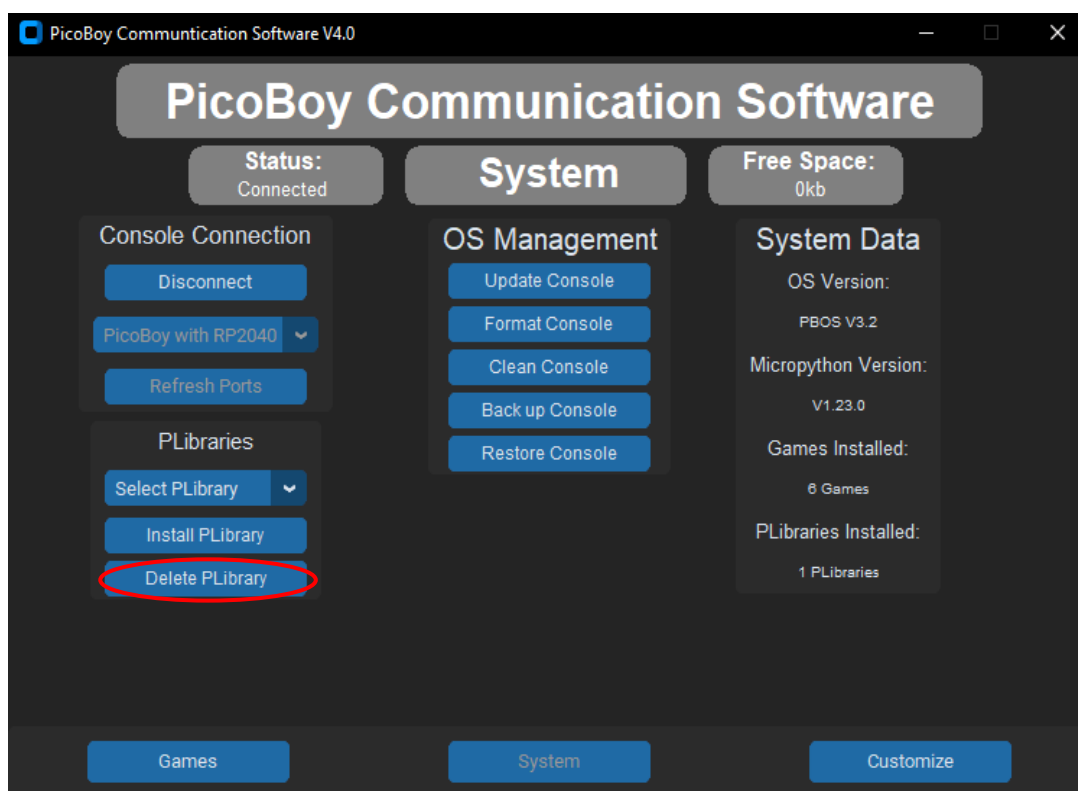 PicoBoy Communtication Software V4.0
PicoBoy Communication Software
Status:
Connected
System
Free Space:
0kb
Console Connection
Disconnect
PicoBoy with RP2040
Refresh Ports
PLibraries
Select PLibrary
Install PLibrary
Delete PLibrary
OS Management
Update Console
Format Console
Clean Console
Back up Console
Restore Console
System Data
OS Version:
PBOS V3.2
Micropython Version:
V1.23.0
Games Installed:
6 Games
PLibraries Installed:
1 PLibraries
Games
System
Customize